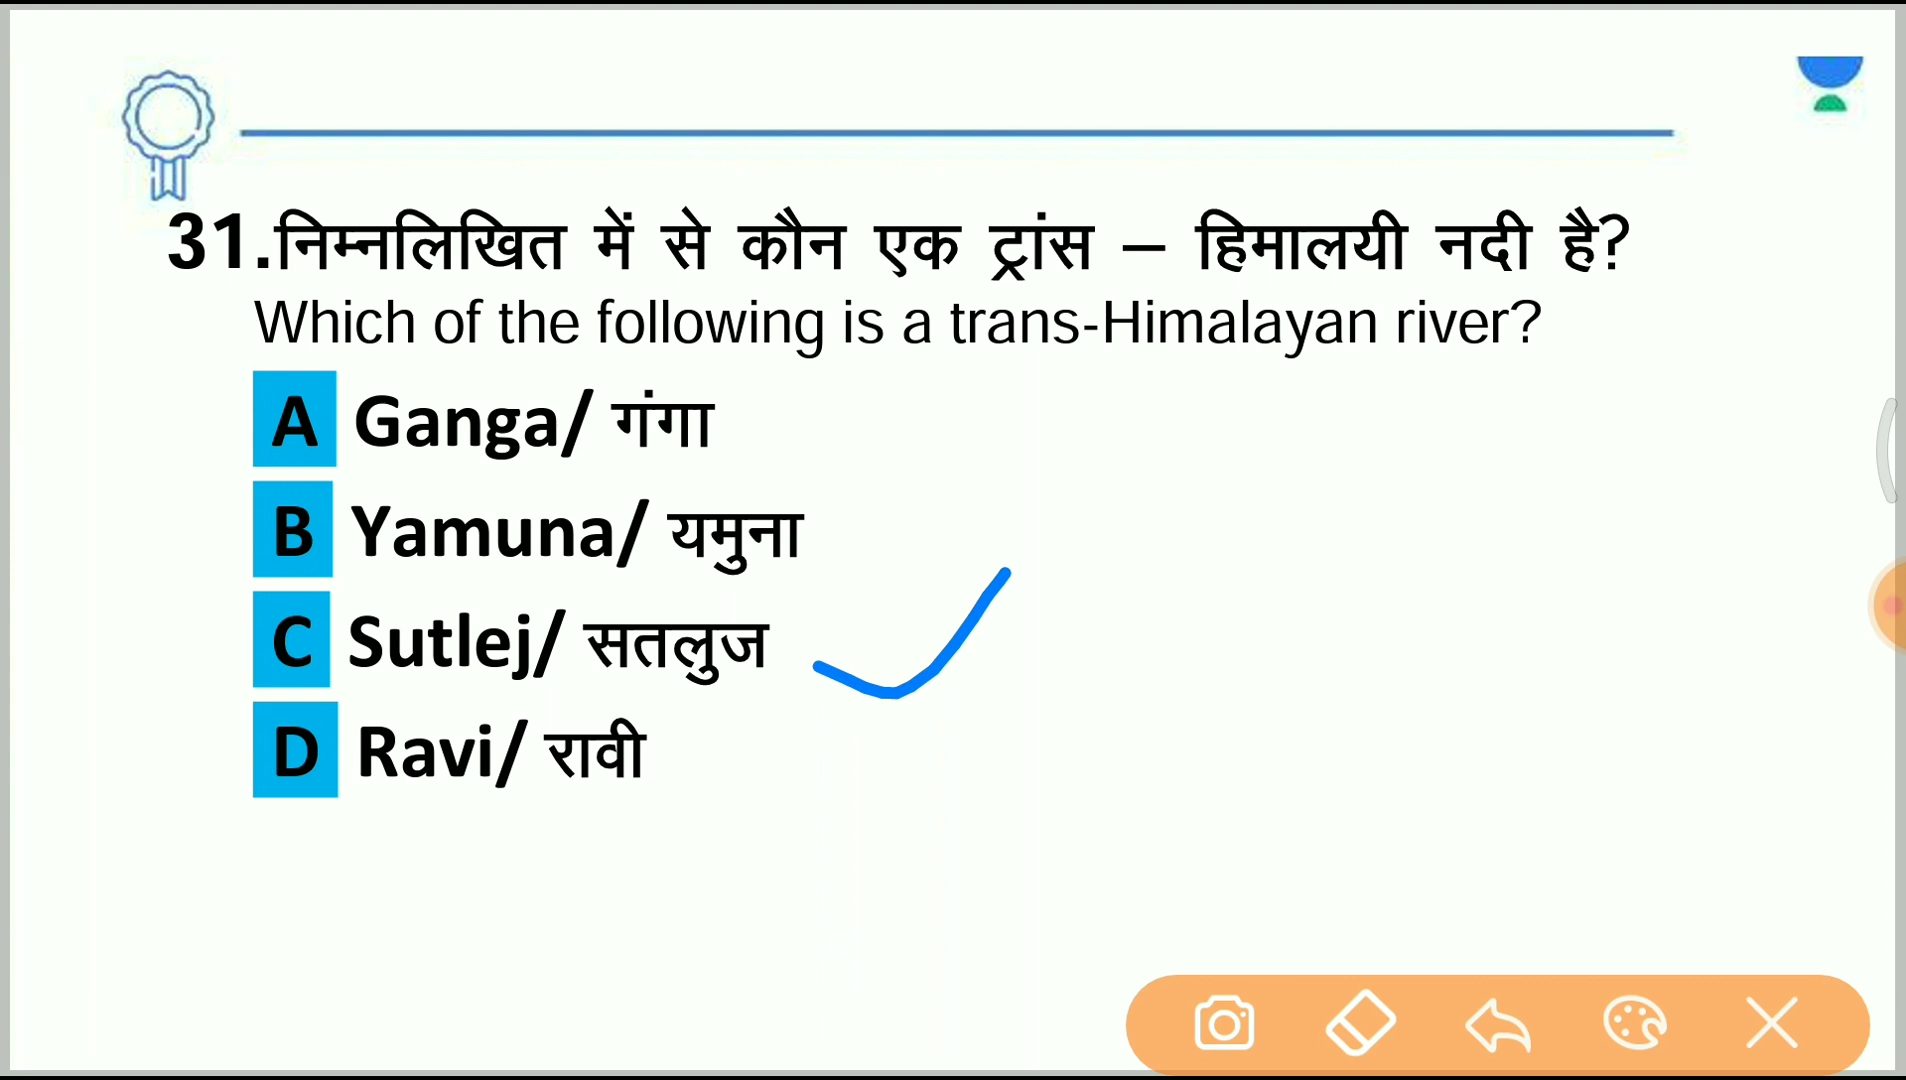 31.निम्नलिखित में से कौन एक ट्रांस – हिमालयी नदी है?
Which of the following is a trans-Himalayan river?
A Ganga/ गंगा
B Yamuna/ यमुना
C Sutlej/ सतलुज
D Ravi/ रावी